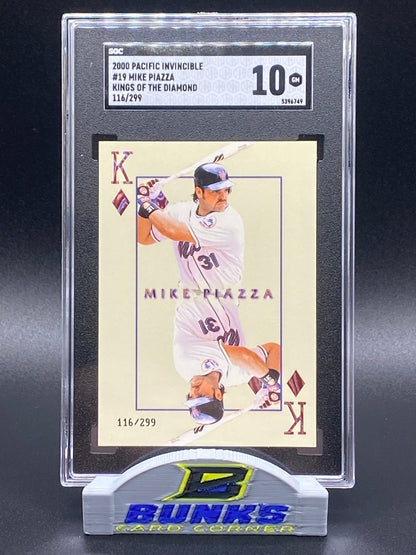 SGC
2000 PACIFIC INVINCIBLE
#19 MIKE PIAZZA
KINGS OF THE DIAMOND
116/299
10 GM
5396749
K
31
MIKE PIAZZA
31
116/299
K
B
BUNKS
CARD CORNER